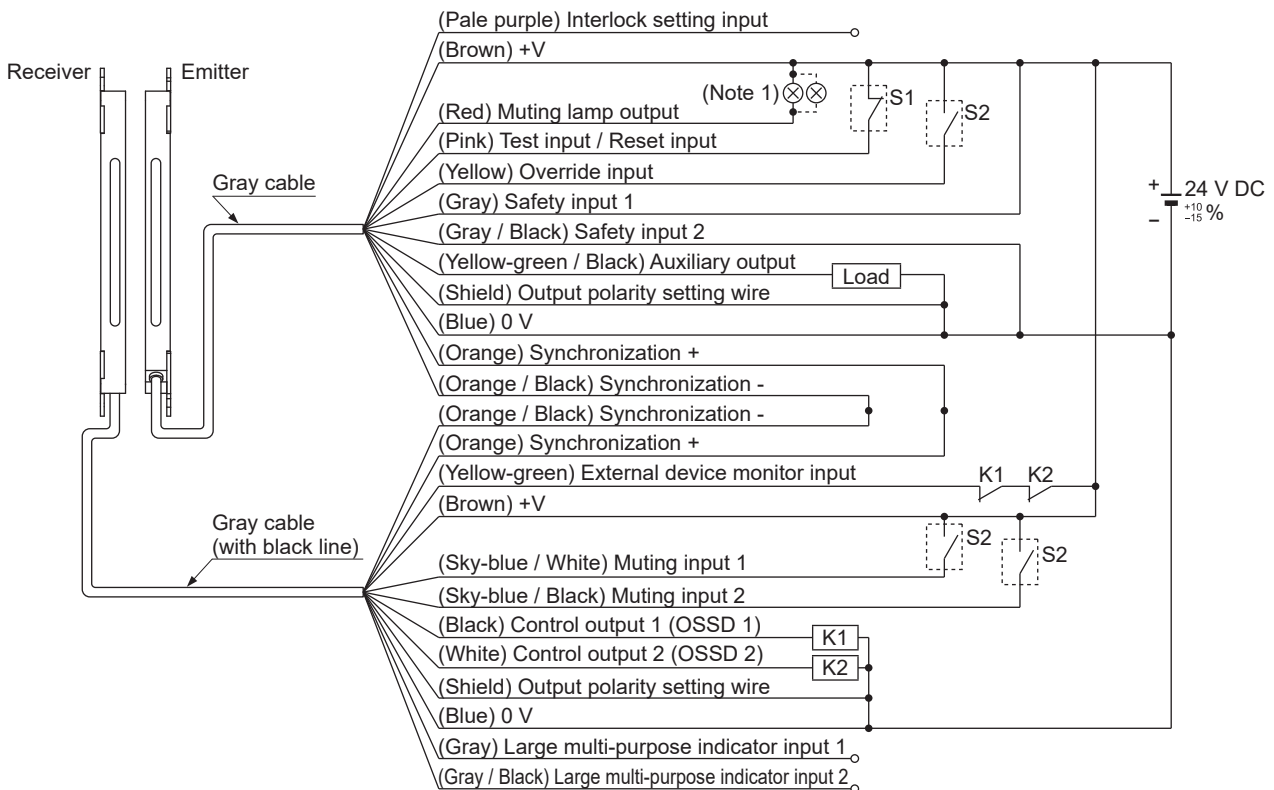 (Pale purple) Interlock setting input
(Brown) +V
Receiver
Emitter
(Note 1)
S1
S2
(Red) Muting lamp output
(Pink) Test input / Reset input
(Yellow) Override input
Gray cable
(Gray) Safety input 1
+
24 V DC
+10
-15 %
−
(Gray / Black) Safety input 2
(Yellow-green / Black) Auxiliary output
Load
(Shield) Output polarity setting wire
(Blue) 0 V
(Orange) Synchronization +
(Orange / Black) Synchronization -
(Orange / Black) Synchronization -
(Orange) Synchronization +
(Yellow-green) External device monitor input
K1
K2
(Brown) +V
Gray cable
(with black line)
S2
S2
(Sky-blue / White) Muting input 1
(Sky-blue / Black) Muting input 2
(Black) Control output 1 (OSSD 1)
K1
(White) Control output 2 (OSSD 2)
K2
(Shield) Output polarity setting wire
(Blue) 0 V
(Gray) Large multi-purpose indicator input 1
(Gray / Black) Large multi-purpose indicator input 2